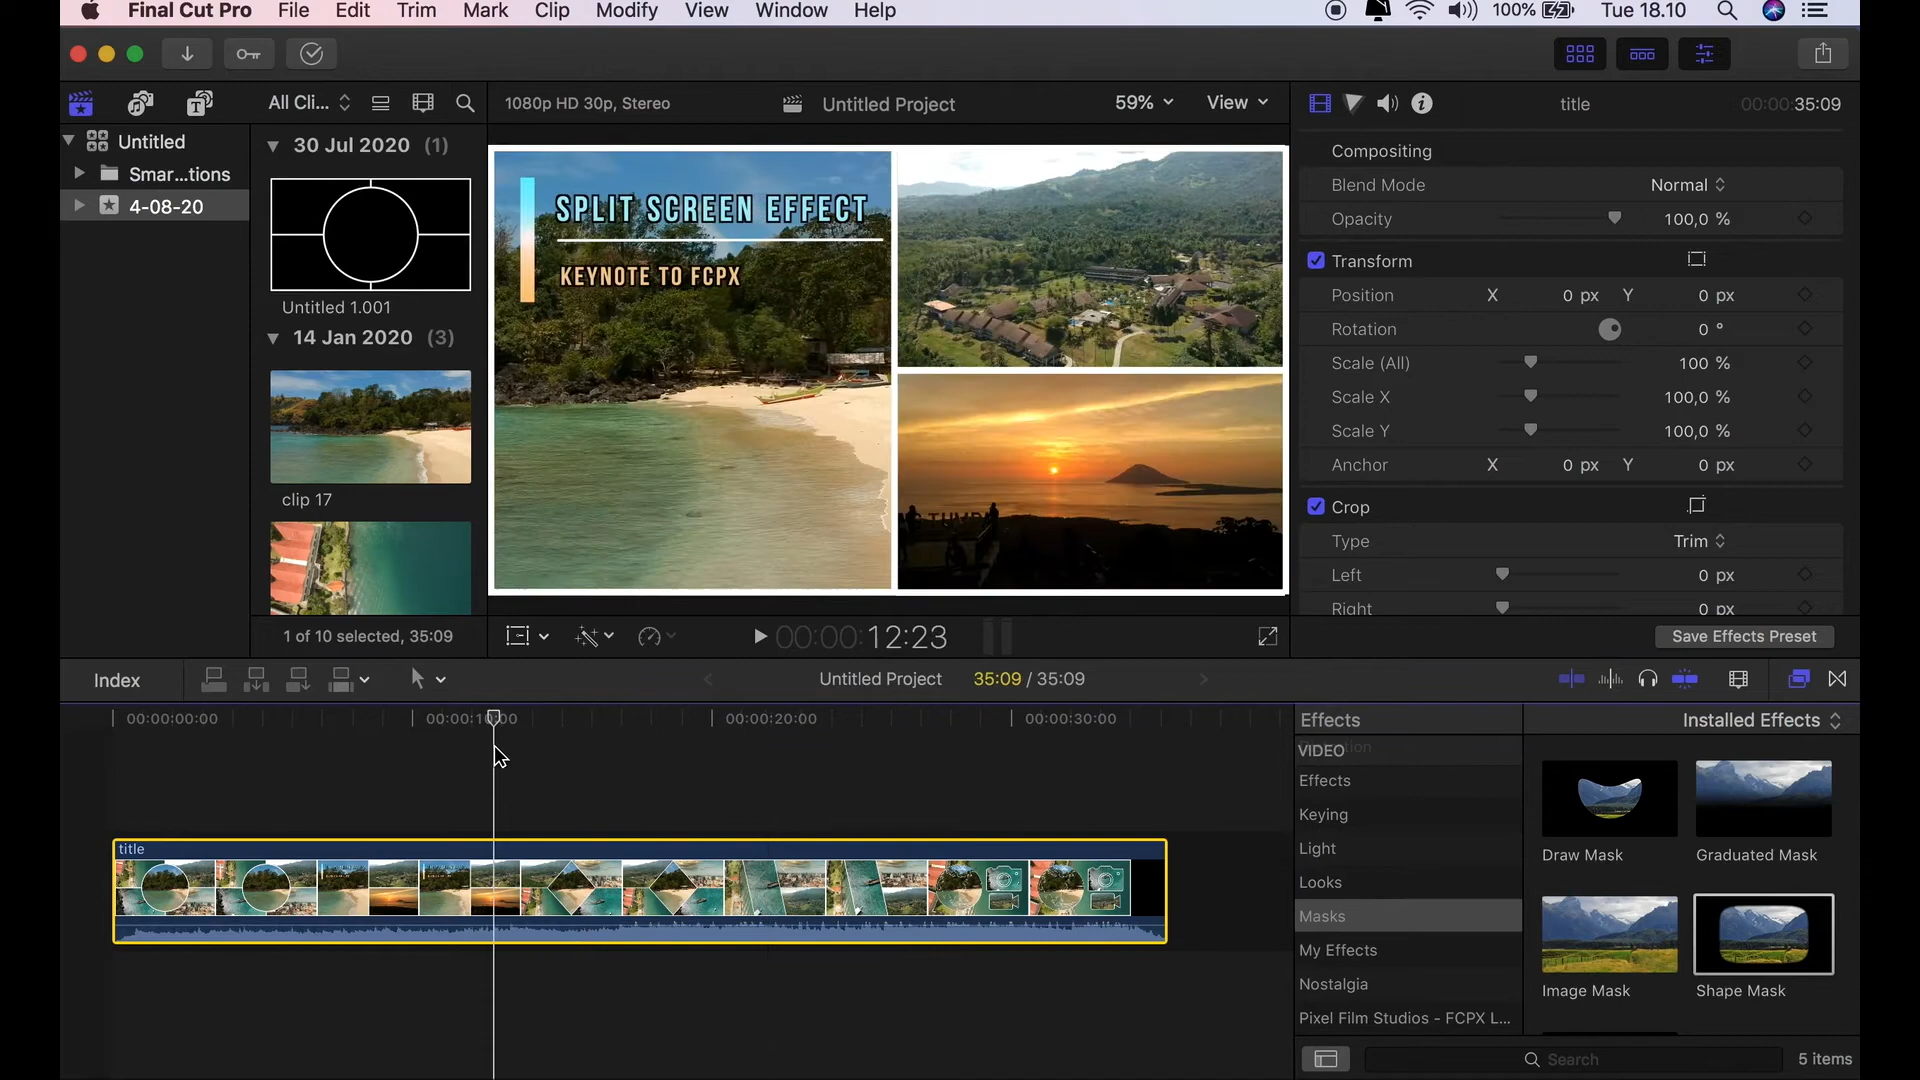 Final Cut Pro File Edit Trim Mark Clip Modify View Window Help 100% Tue 18.10
All Cli... 1080p HD 30p, Stereo Untitled Project 59% View title 00:00:35:09
Untitled
Smar...tions
4-08-20
30 Jul 2020 (1)
Untitled 1.001
14 Jan 2020 (3)
clip 17
1 of 10 selected, 35:09
SPLIT SCREEN EFFECT
KEYNOTE TO FCPX
00:00:12:23
Compositing
Blend Mode Normal
Opacity 100,0 %
Transform
Position X 0 px Y 0 px
Rotation 0 °
Scale (All) 100 %
Scale X 100,0 %
Scale Y 100,0 %
Anchor X 0 px Y 0 px
Crop
Type Trim
Left 0 px
Right 0 px
Save Effects Preset
Index Untitled Project 35:09 / 35:09
00:00:00:00 00:00:10:00 00:00:20:00 00:00:30:00
title
Effects Installed Effects
VIDEO
Effects
Keying
Light
Looks
Masks
My Effects
Nostalgia
Pixel Film Studios - FCPX L...
Draw Mask Graduated Mask
Image Mask Shape Mask
Search 5 items